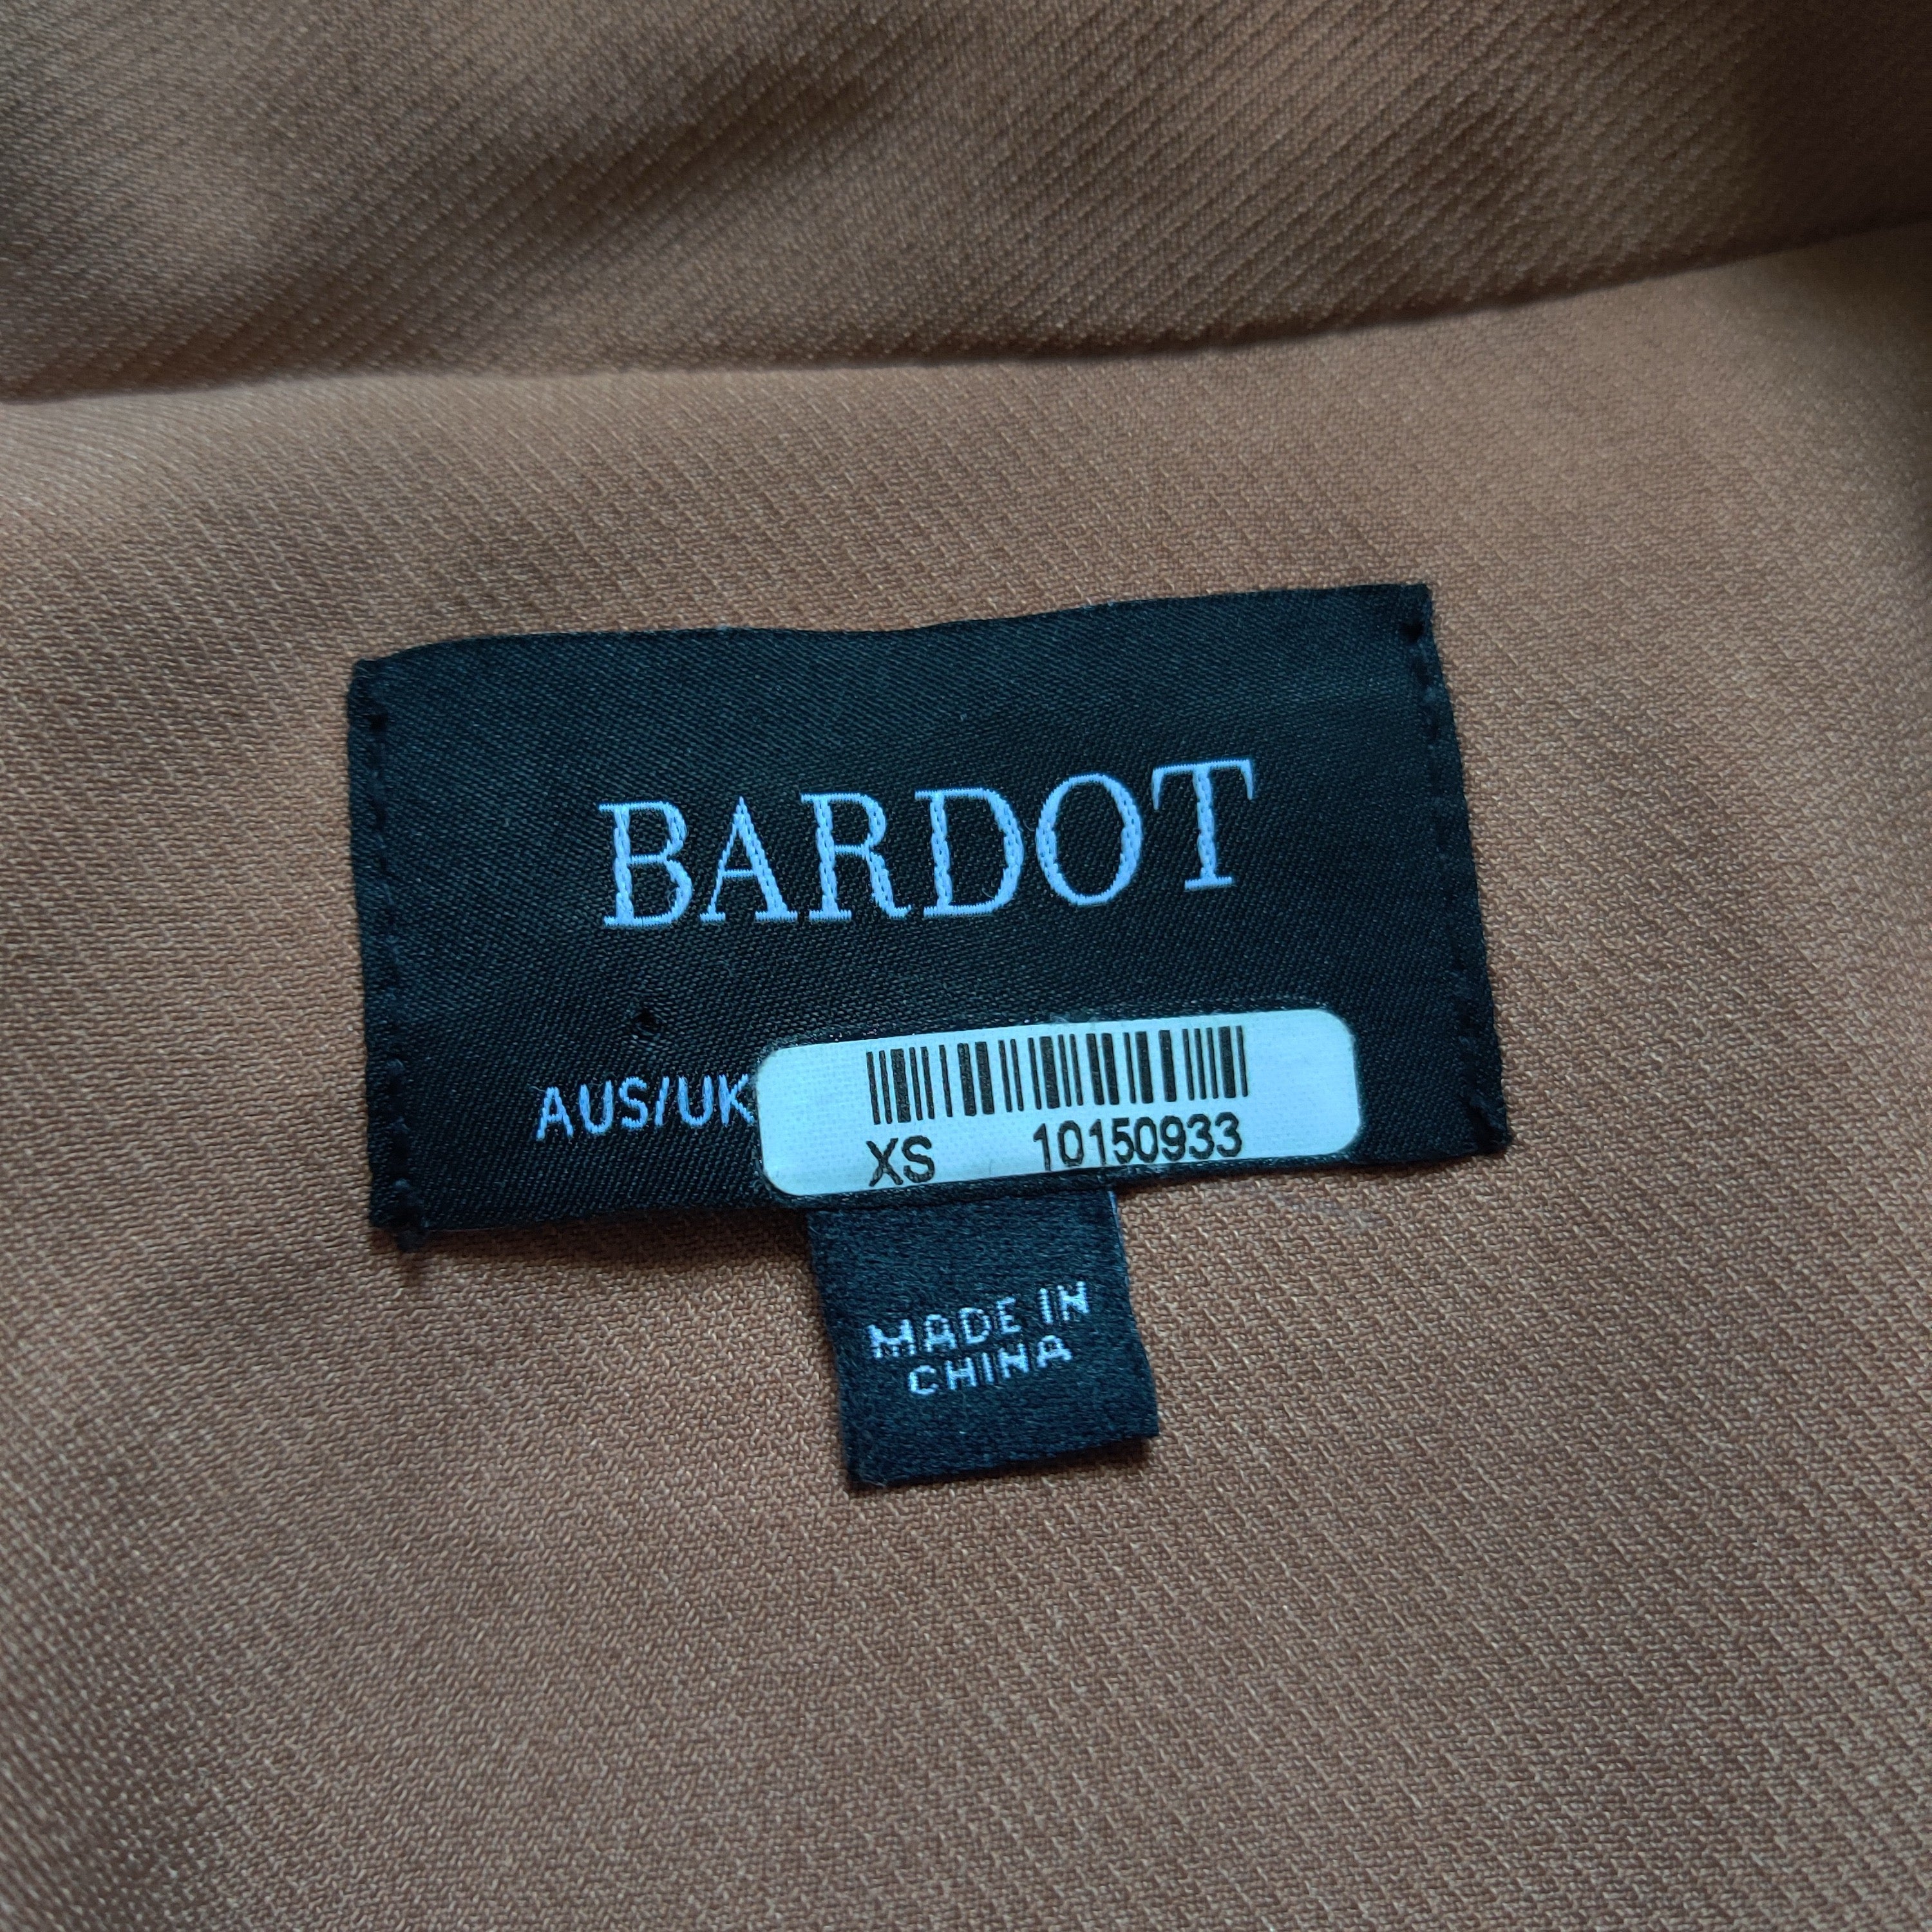 BARDOT
AUS/UK
XS 10150933
MADE IN
CHINA